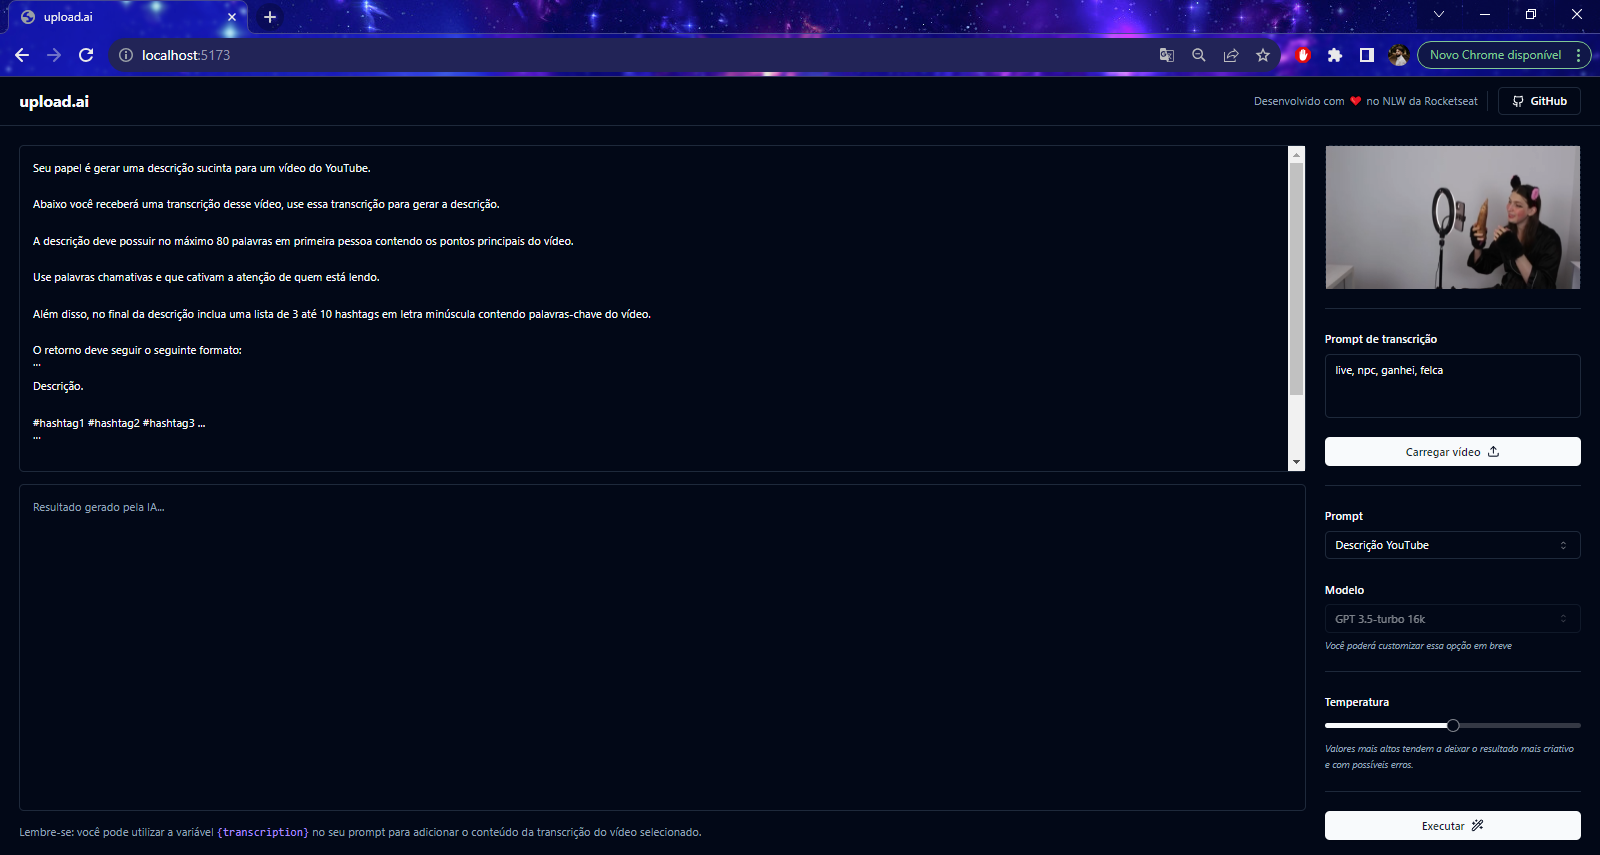 upload.ai
localhost:5173
Novo Chrome disponível
upload.ai
Desenvolvido com ❤ no NLW da Rocketseat
GitHub
Seu papel é gerar uma descrição sucinta para um vídeo do YouTube.
Abaixo você receberá uma transcrição desse vídeo, use essa transcrição para gerar a descrição.
A descrição deve possuir no máximo 80 palavras em primeira pessoa contendo os pontos principais do vídeo.
Use palavras chamativas e que cativam a atenção de quem está lendo.
Além disso, no final da descrição inclua uma lista de 3 até 10 hashtags em letra minúscula contendo palavras-chave do vídeo.
O retorno deve seguir o seguinte formato:
'''
Descrição.
#hashtag1 #hashtag2 #hashtag3 ...
'''
Resultado gerado pela IA...
Lembre-se: você pode utilizar a variável {transcription} no seu prompt para adicionar o conteúdo da transcrição do vídeo selecionado.
Prompt de transcrição
live, npc, ganhei, felca
Carregar vídeo
Prompt
Descrição YouTube
Modelo
GPT 3.5-turbo 16k
Você poderá customizar essa opção em breve
Temperatura
Valores mais altos tendem a deixar o resultado mais criativo
e com possíveis erros.
Executar